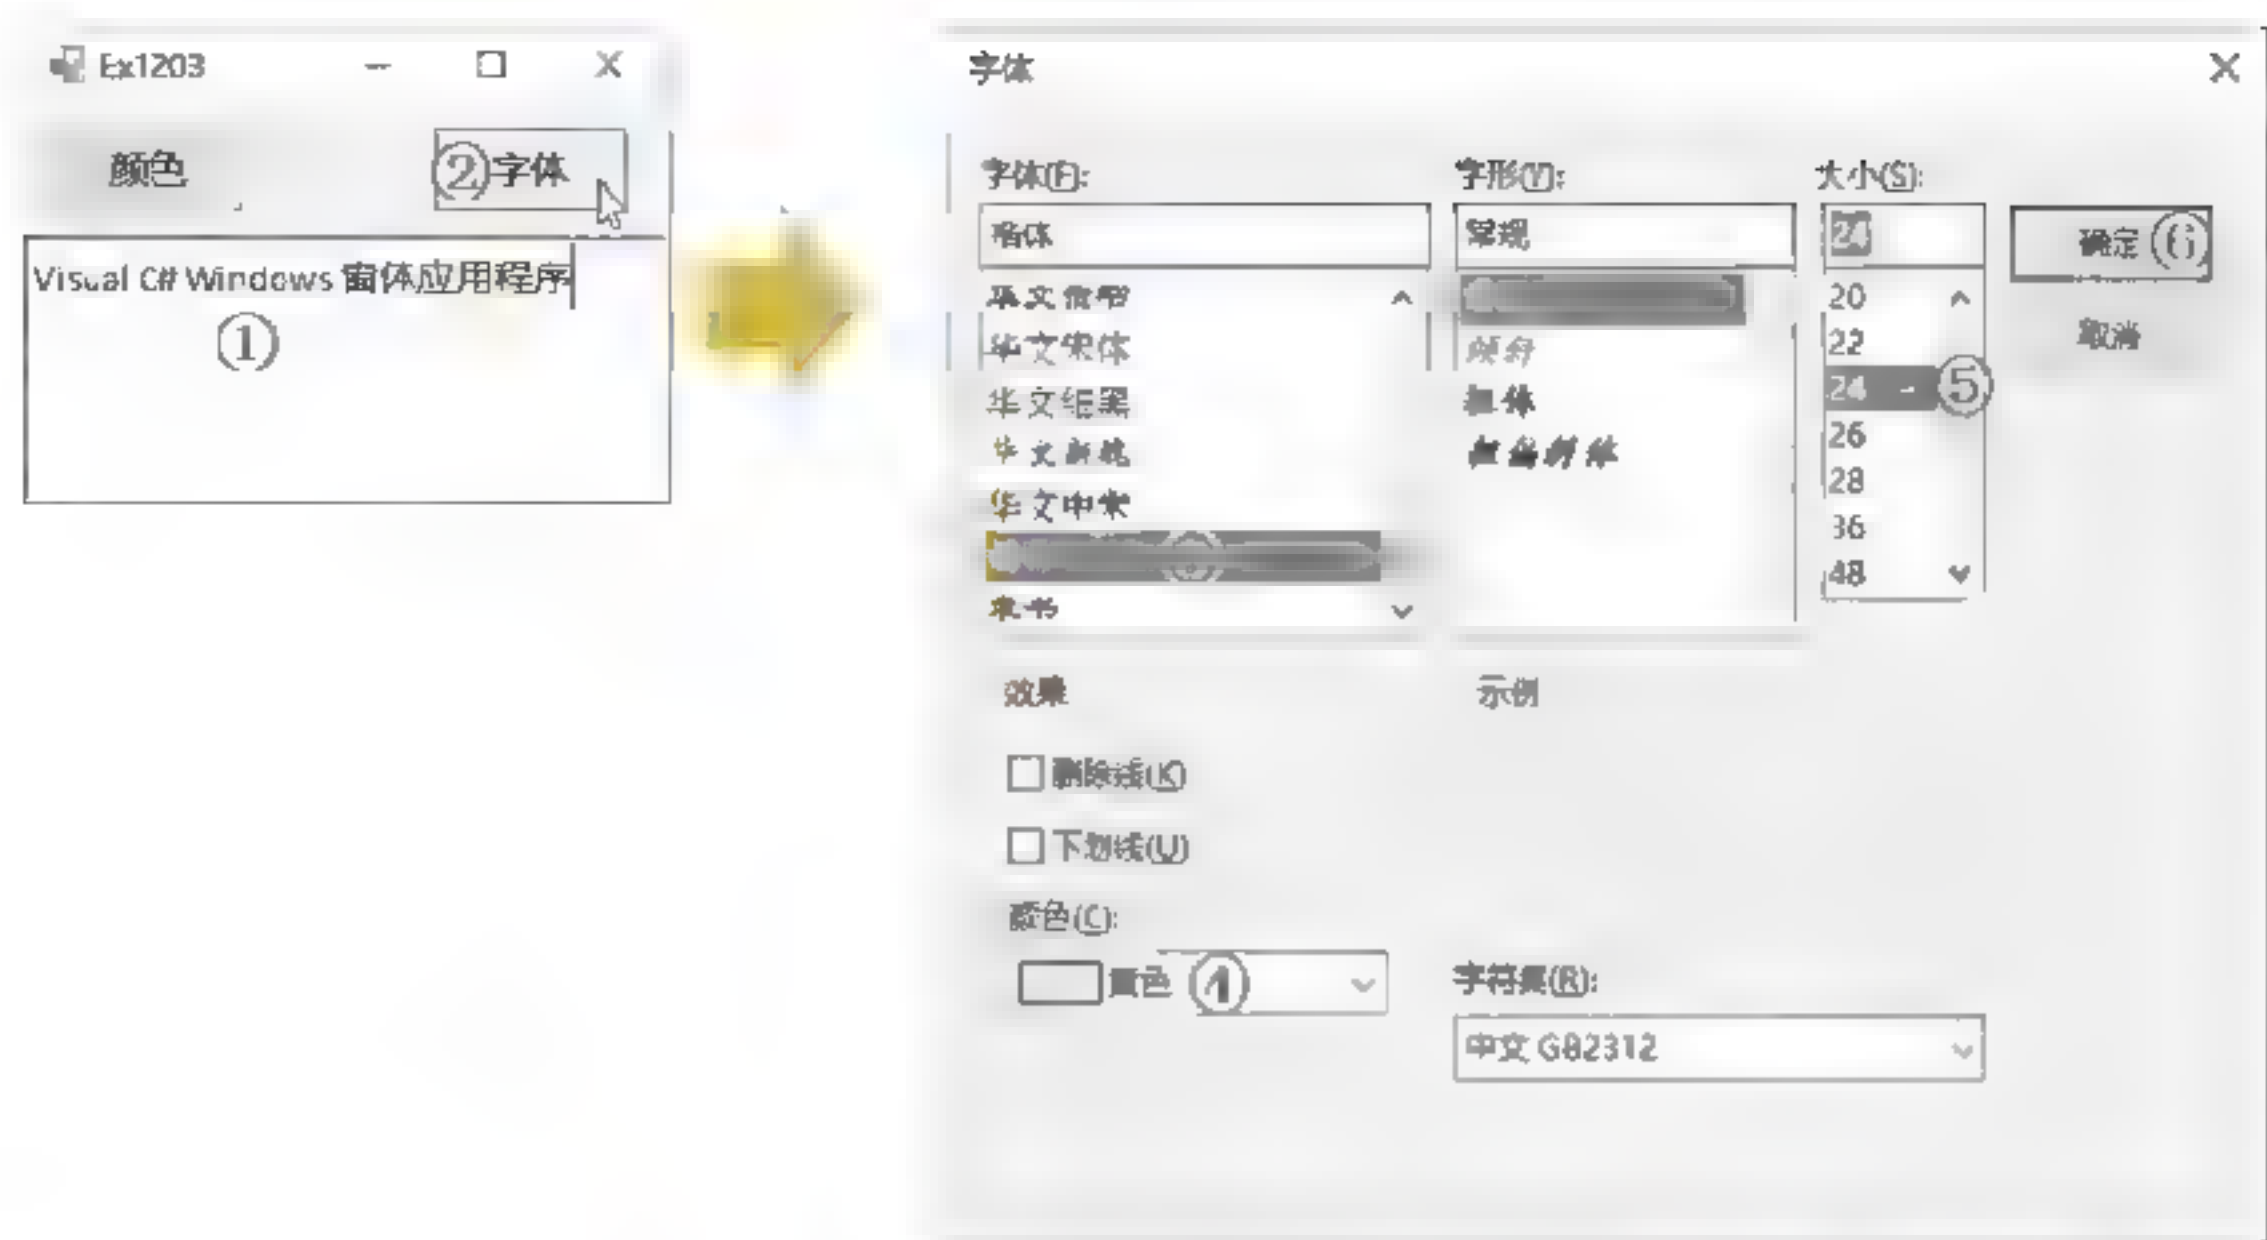 Ex1203
颜色
②字体
Visual C# Windows 窗体应用程序
①
字体
字体(F):
字形(Y):
大小(S):
楷体
常规
24
确定 ⑥
取消
华文宋体
华文细黑
华文新魏
华文中宋
隶书
倾斜
粗体
粗偏斜体
20
22
24 ⑤
26
28
36
48
效果
示例
删除线(K)
下划线(U)
颜色(C):
黄色
字符集(R):
中文 GB2312